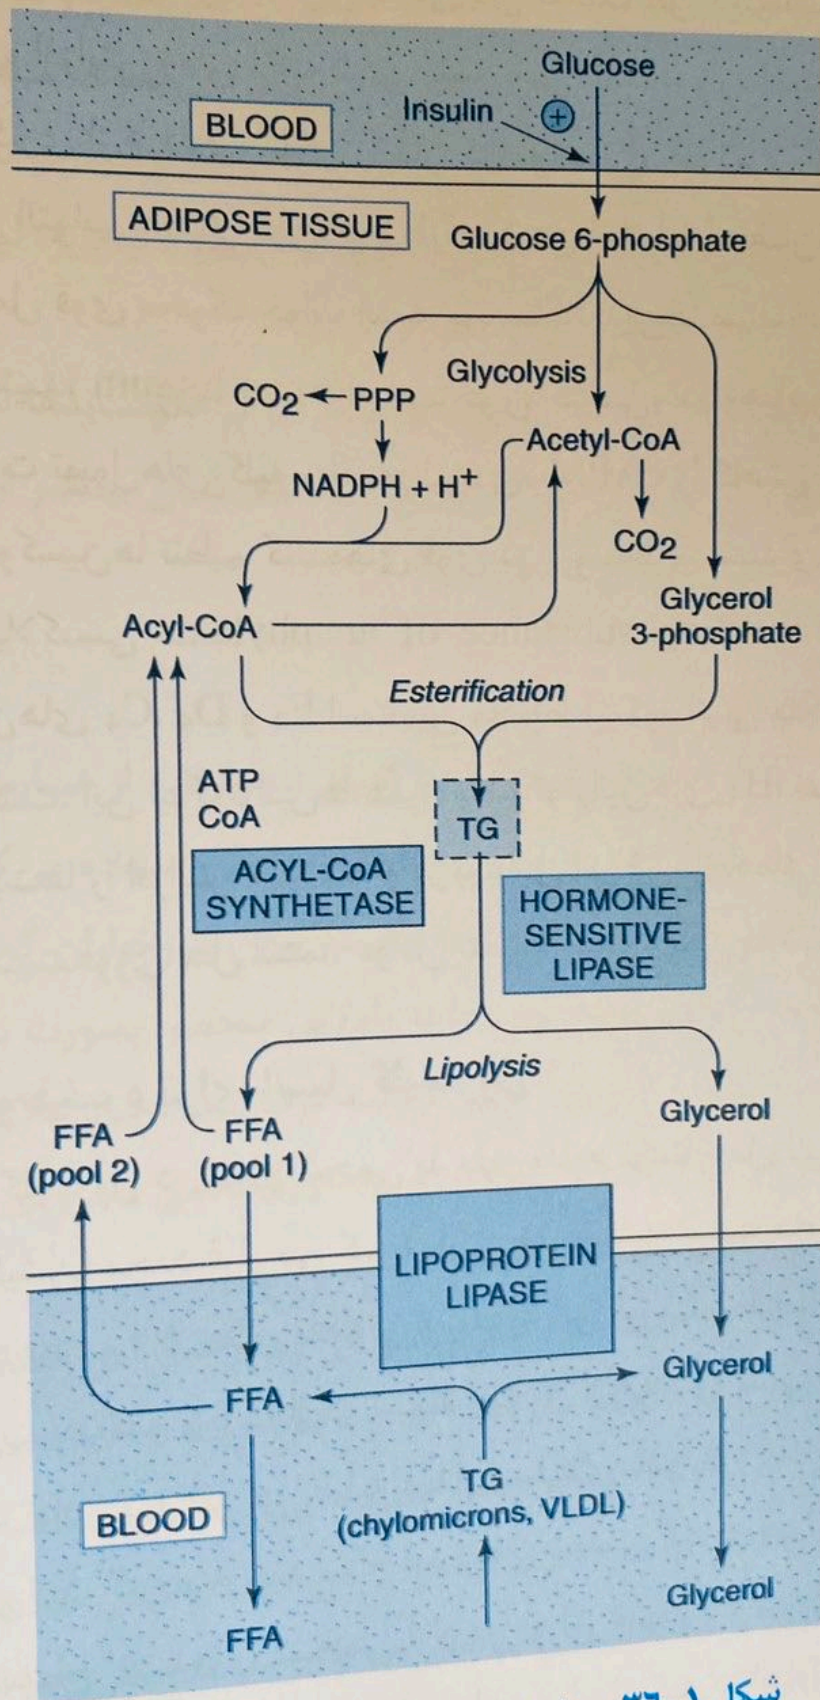 Glucose
Insulin
+
BLOOD
ADIPOSE TISSUE
Glucose 6-phosphate
Glycolysis
CO2
PPP
Acetyl-CoA
NADPH + H+
CO2
Acyl-CoA
Glycerol
3-phosphate
Esterification
ATP
CoA
TG
ACYL-CoA
SYNTHETASE
HORMONE-
SENSITIVE
LIPASE
Lipolysis
FFA
(pool 2)
FFA
(pool 1)
Glycerol
LIPOPROTEIN
LIPASE
FFA
Glycerol
TG
(chylomicrons, VLDL)
BLOOD
FFA
Glycerol